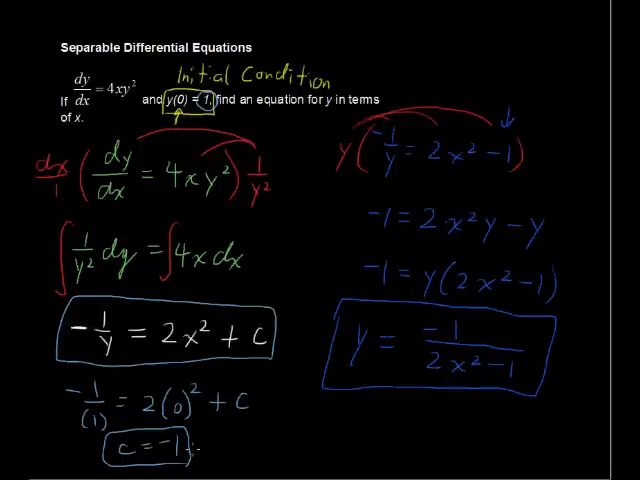 Separable Differential Equations
Initial Condition
If dy/dx = 4xy² and y(0) = 1, find an equation for y in terms
of x.
dx/1 ( dy/dx = 4xy² ) 1/y²
∫ 1/y² dy = ∫ 4x dx
- 1/y = 2x² + c
- 1/(1) = 2(0)² + c
c = -1
y ( -1/y = 2x² - 1 )
-1 = 2x²y - y
-1 = y(2x² - 1)
y = -1/(2x² - 1)